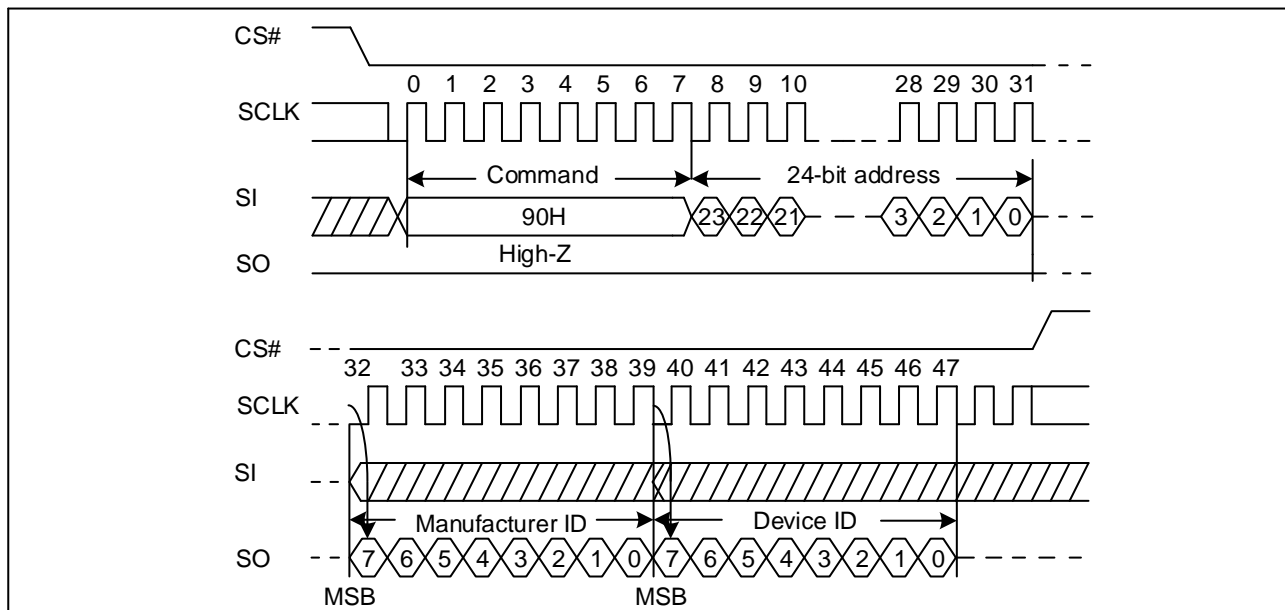 CS#
0 1 2 3 4 5 6 7 8 9 10 28 29 30 31
SCLK
Command 24-bit address
SI
90H 23 22 21 3 2 1 0
High-Z
SO
CS#
32 33 34 35 36 37 38 39 40 41 42 43 44 45 46 47
SCLK
SI
Manufacturer ID Device ID
SO 7 6 5 4 3 2 1 0 7 6 5 4 3 2 1 0
MSB MSB